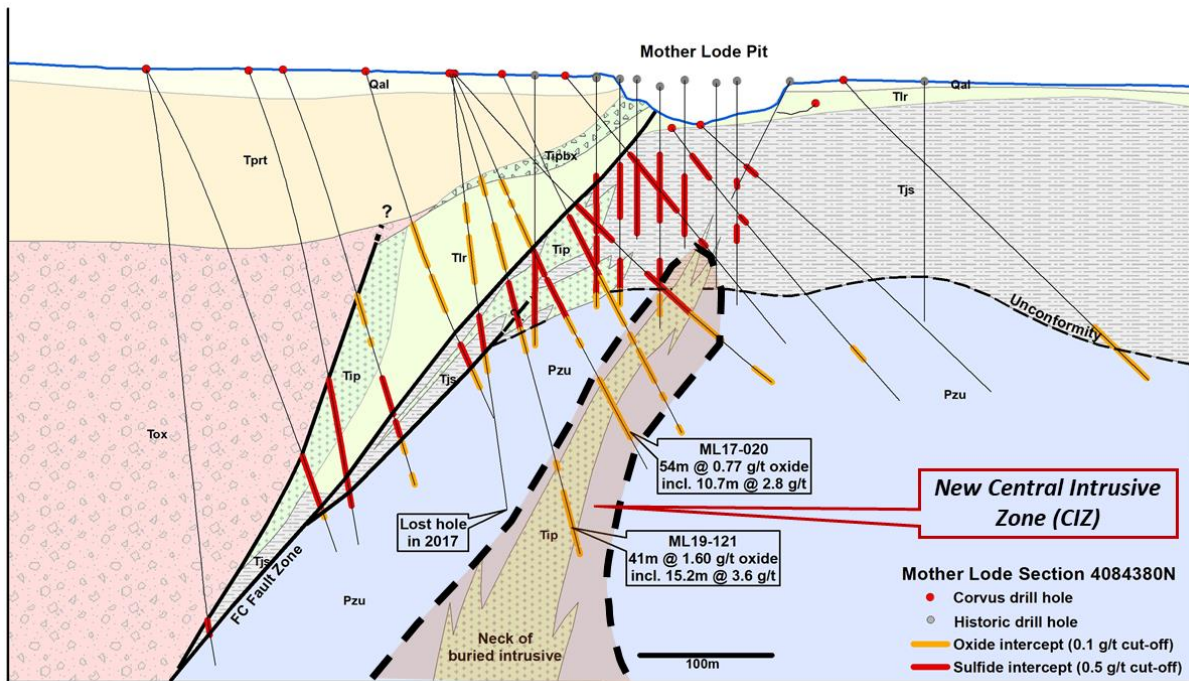 Mother Lode Pit
Qal
Qal
Tlr
Tprt
Tipbx
Tjs
?
Tlr
Tip
Unconformity
Tip
Tjs
Pzu
Pzu
Tox
ML17-020
54m @ 0.77 g/t oxide
incl. 10.7m @ 2.8 g/t
New Central Intrusive
Zone (CIZ)
Lost hole
in 2017
Tip
ML19-121
41m @ 1.60 g/t oxide
incl. 15.2m @ 3.6 g/t
Tjs
FC Fault Zone
Pzu
Neck of
buried intrusive
100m
Mother Lode Section 4084380N
Corvus drill hole
Historic drill hole
Oxide intercept (0.1 g/t cut-off)
Sulfide intercept (0.5 g/t cut-off)